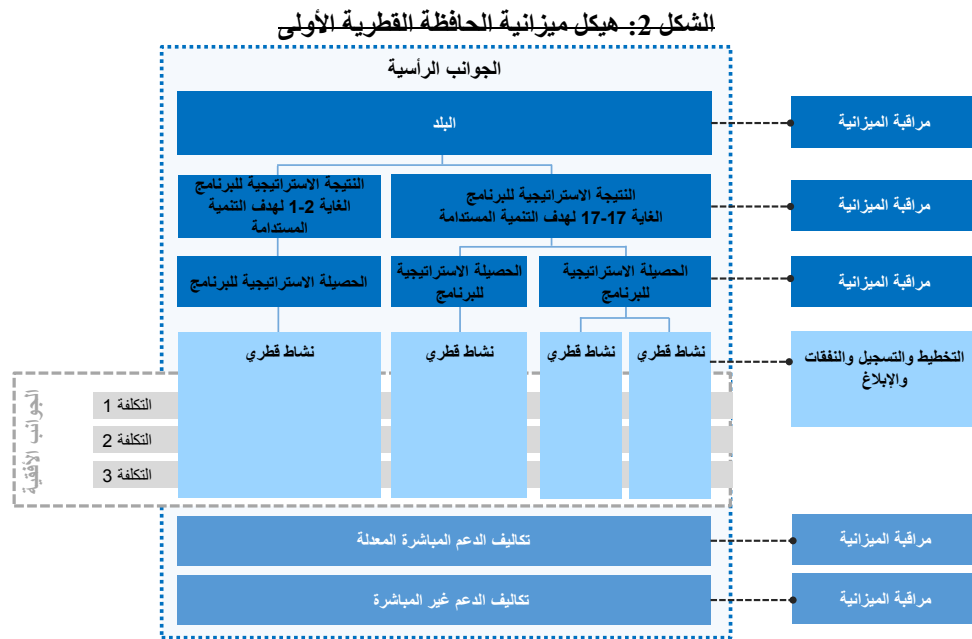 الشكل 2: هيكل ميزانية الحافظة القطرية الأولى
الجوانب الرأسية
البلد
مراقبة الميزانية
النتيجة الاستراتيجية للبرنامج
الغاية 17-17 لهدف التنمية المستدامة
النتيجة الاستراتيجية للبرنامج
الغاية 2-1 لهدف التنمية
المستدامة
مراقبة الميزانية
الحصيلة الاستراتيجية
للبرنامج
الحصيلة الاستراتيجية
للبرنامج
الحصيلة الاستراتيجية للبرنامج
مراقبة الميزانية
نشاط قطري
نشاط قطري
نشاط قطري
نشاط قطري
التخطيط والتسجيل والنفقات
والإبلاغ
الجوانب الأفقية
التكلفة 1
التكلفة 2
التكلفة 3
تكاليف الدعم المباشرة المعدلة
مراقبة الميزانية
تكاليف الدعم غير المباشرة
مراقبة الميزانية